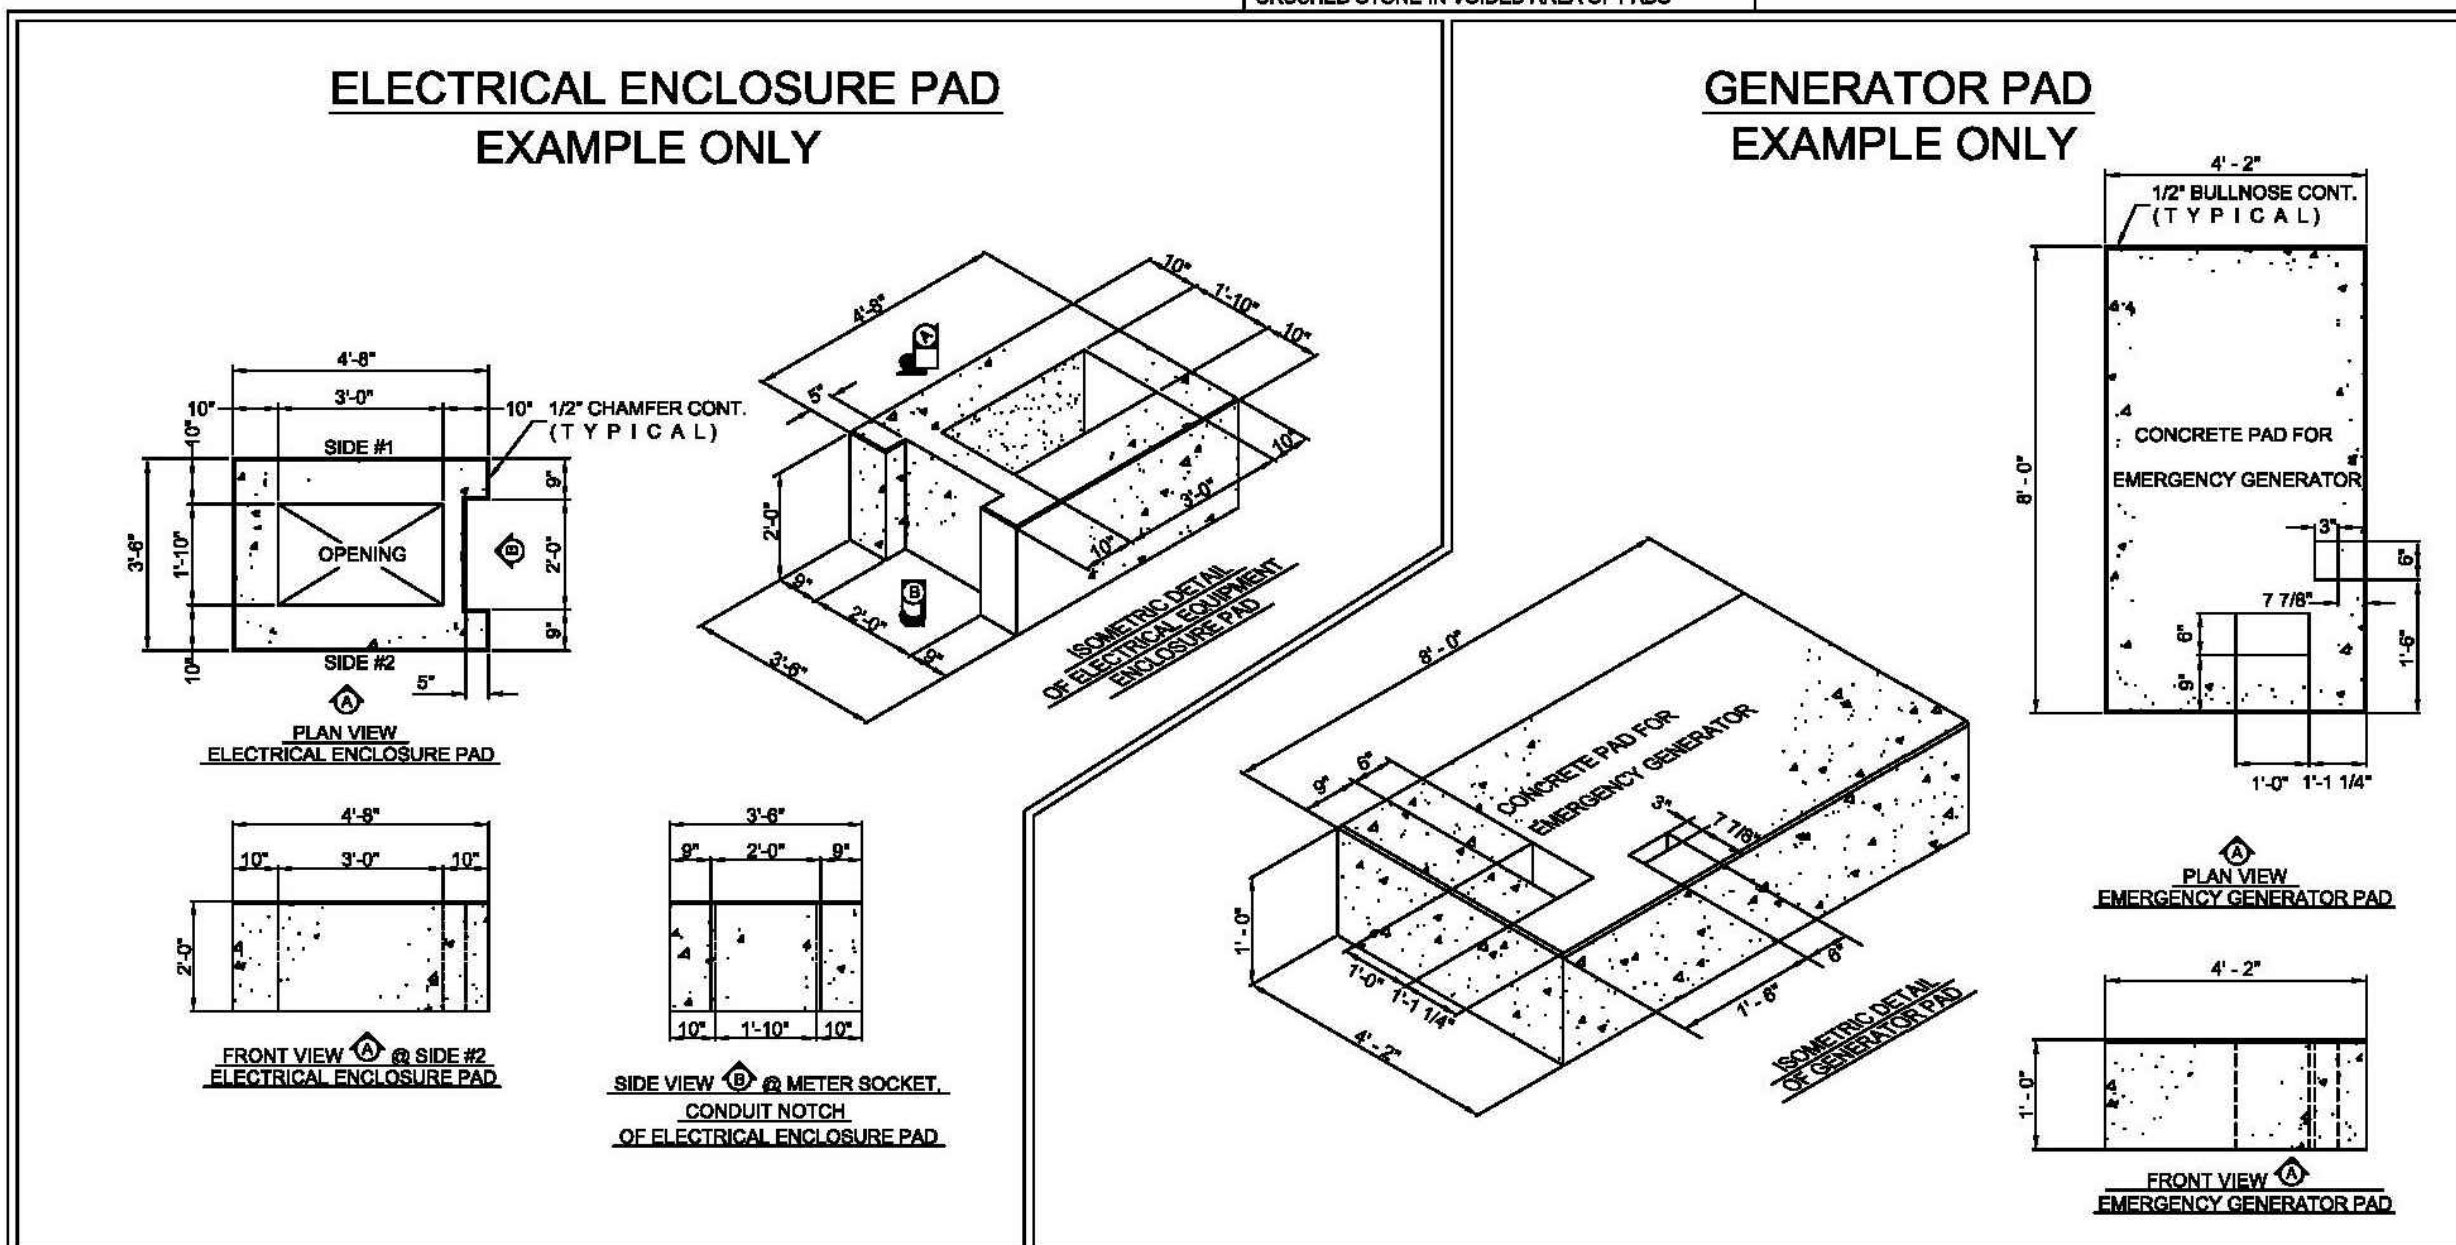 ELECTRICAL ENCLOSURE PAD
EXAMPLE ONLY
4'-8"
10" 3'-0" 10"
1/2" CHAMFER CONT.
(TYPICAL)
SIDE #1
10"
1'-10"
10"
3'-6"
OPENING
9"
2'-0"
9"
B
SIDE #2
5"
A
PLAN VIEW
ELECTRICAL ENCLOSURE PAD
4'-8"
10"
1'-10"
10"
A
5"
2'-0"
10"
3'-0"
10"
9"
2'-0"
9"
B
3'-6"
ISOMETRIC DETAIL
OF ELECTRICAL EQUIPMENT
ENCLOSURE PAD
4'-8"
10" 3'-0" 10"
2'-0"
FRONT VIEW A @ SIDE #2
ELECTRICAL ENCLOSURE PAD
3'-6"
9" 2'-0" 9"
10" 1'-10" 10"
SIDE VIEW B @ METER SOCKET,
CONDUIT NOTCH
OF ELECTRICAL ENCLOSURE PAD
GENERATOR PAD
EXAMPLE ONLY
4' - 2"
1/2" BULLNOSE CONT.
(TYPICAL)
8' - 0"
CONCRETE PAD FOR
EMERGENCY GENERATOR
3"
6"
7 7/8"
6"
1'-6"
9"
1'-0" 1'-1 1/4"
A
PLAN VIEW
EMERGENCY GENERATOR PAD
8' - 0"
9"
6"
CONCRETE PAD FOR
EMERGENCY GENERATOR
3"
7 7/8"
1' - 0"
1'-0" 1'-1 1/4"
6"
1' - 6"
4' - 2"
ISOMETRIC DETAIL
OF GENERATOR PAD
4' - 2"
1' - 0"
FRONT VIEW A
EMERGENCY GENERATOR PAD